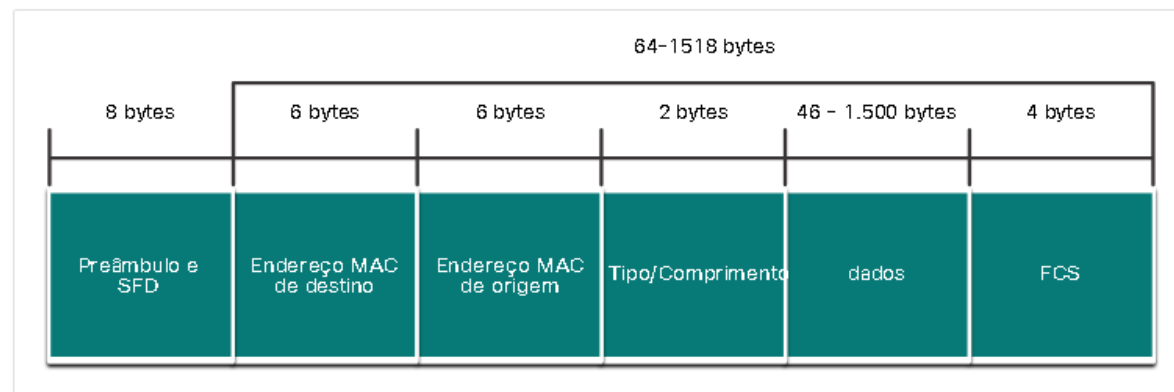 64-1518 bytes
8 bytes
6 bytes
6 bytes
2 bytes
46 - 1.500 bytes
4 bytes
Preâmbulo e
SFD
Endereço MAC
de destino
Endereço MAC
de origem
Tipo/Comprimento
dados
FCS